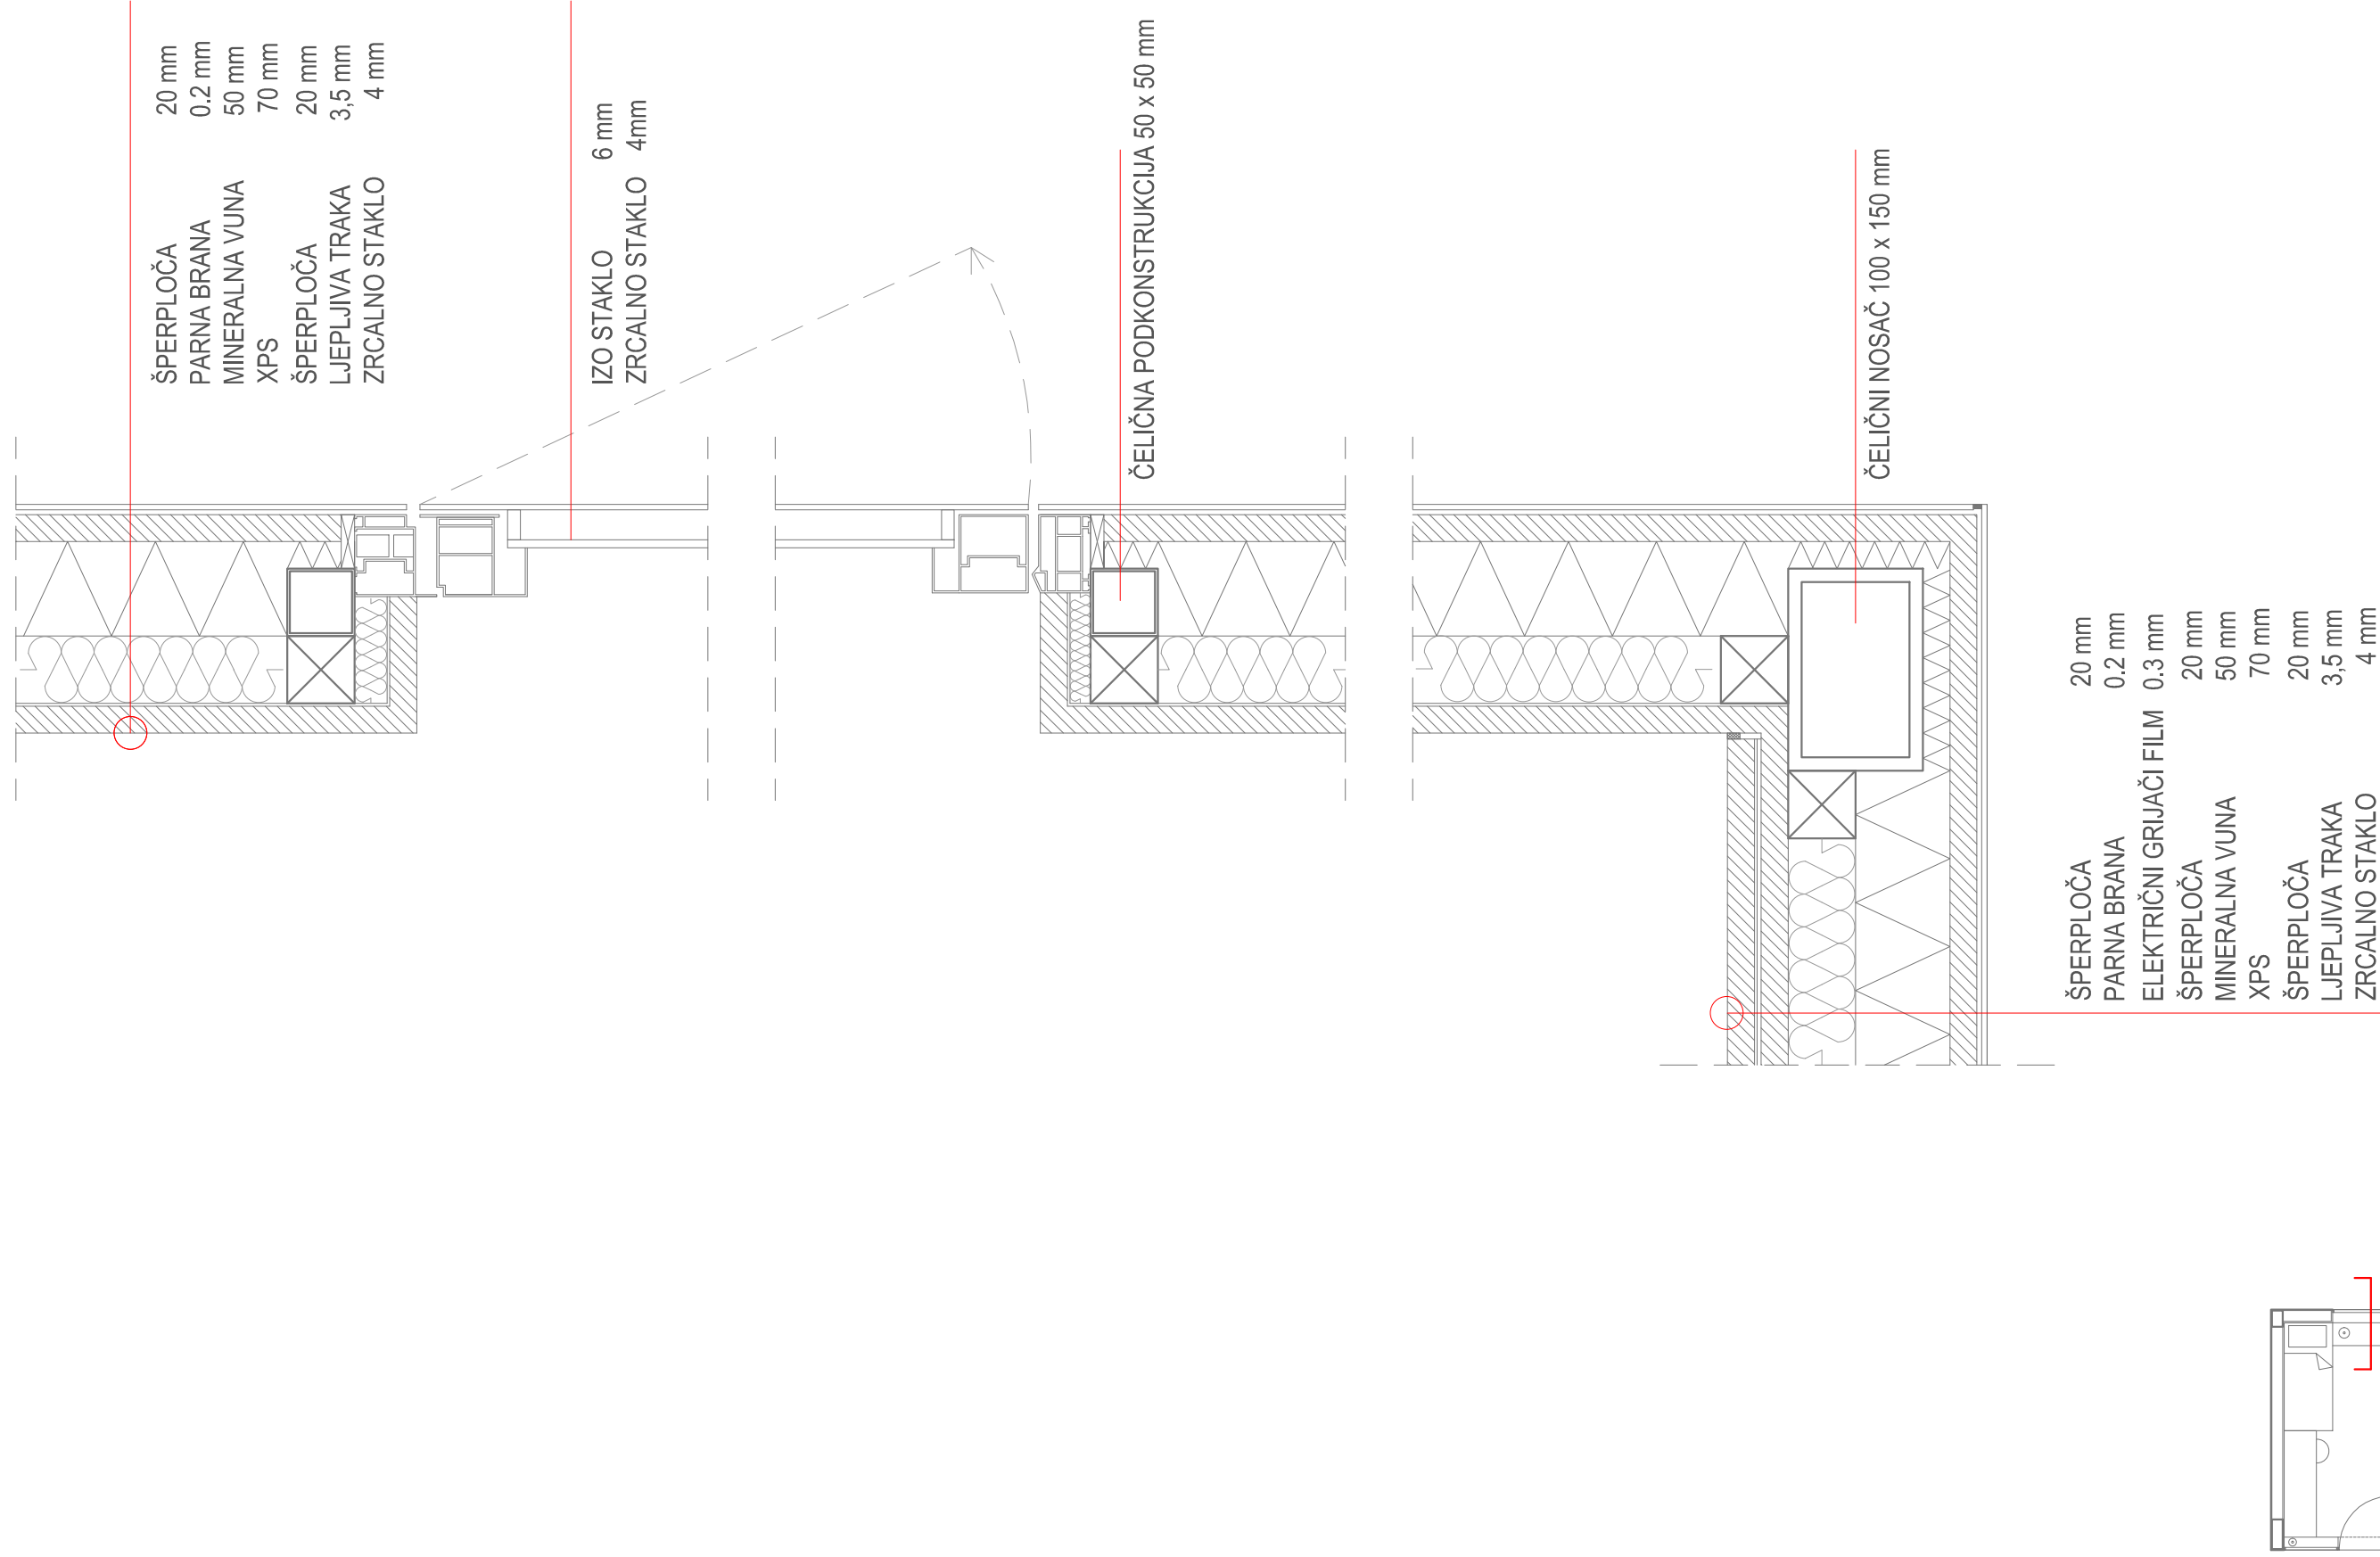 ŠPERPLOČA 20 mm
PARNA BRANA 0.2 mm
MINERALNA VUNA 50 mm
XPS 70 mm
ŠPERPLOČA 20 mm
LJEPLJIVA TRAKA 3,5 mm
ZRCALNO STAKLO 4 mm
IZO STAKLO 6 mm
ZRCALNO STAKLO 4mm
ČELIČNA PODKONSTRUKCIJA 50 x 50 mm
ČELIČNI NOSAČ 100 x 150 mm
ŠPERPLOČA 20 mm
PARNA BRANA 0.2 mm
ELEKTRIČNI GRIJAČI FILM 0.3 mm
ŠPERPLOČA 20 mm
MINERALNA VUNA 50 mm
XPS 70 mm
ŠPERPLOČA 20 mm
LJEPLJIVA TRAKA 3,5 mm
ZRCALNO STAKLO 4 mm